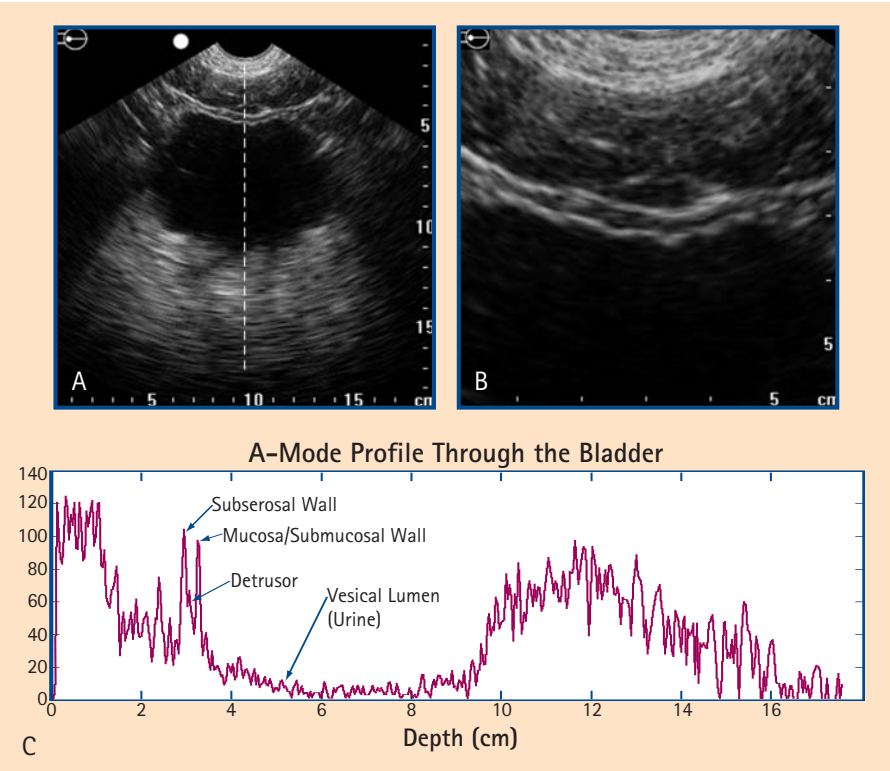 5
10
15
5 10 15 cm
A
5
5 cm
B
A-Mode Profile Through the Bladder
140
120
100
80
60
40
20
0
Subserosal Wall
Mucosa/Submucosal Wall
Detrusor
Vesical Lumen
(Urine)
0 2 4 6 8 10 12 14 16
Depth (cm)
C